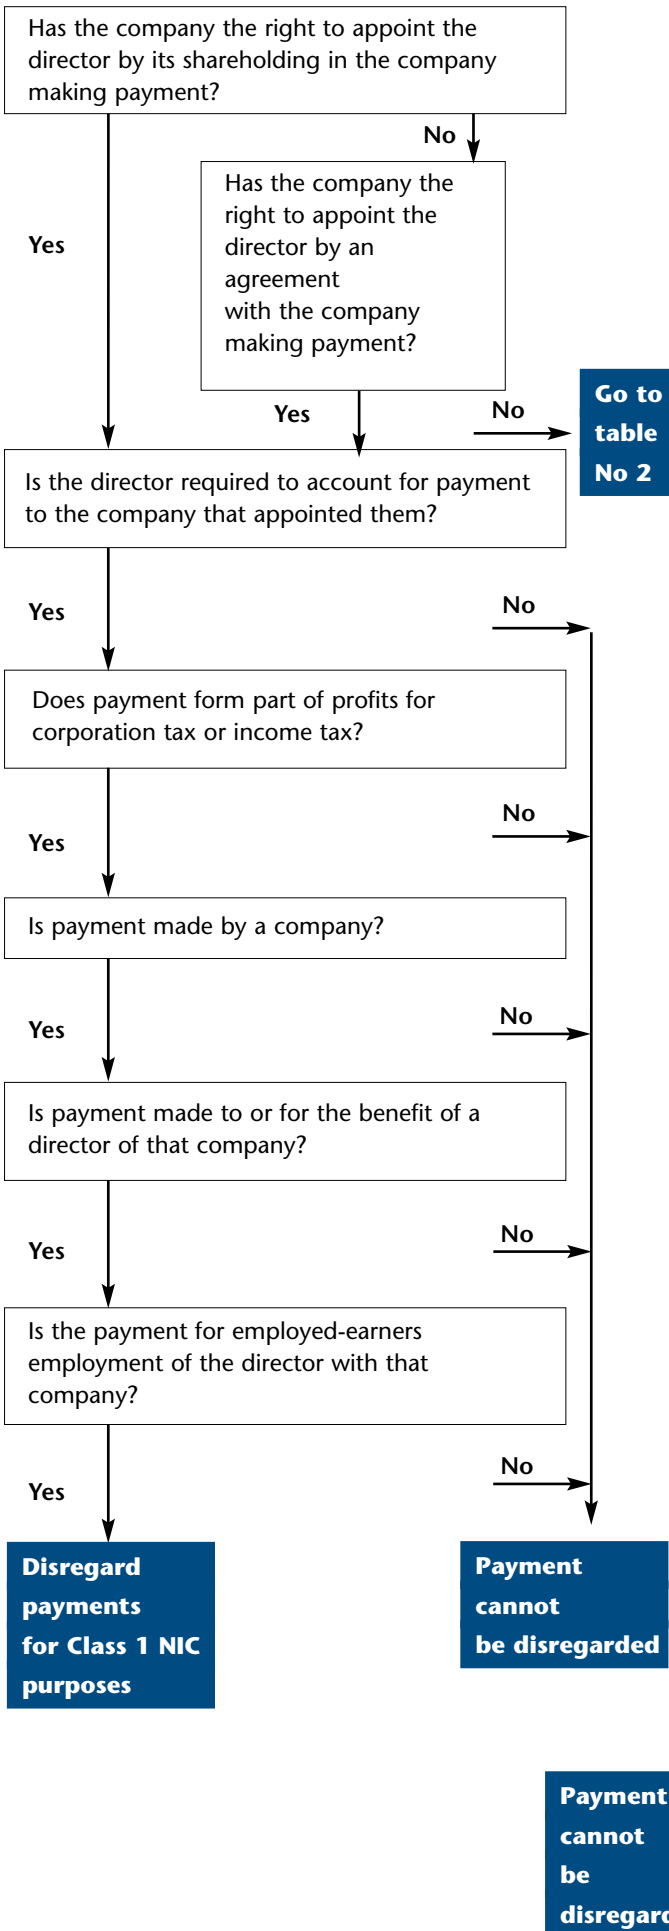 Has the company the right to appoint the
director by its shareholding in the company
making payment?
No
Has the company the
right to appoint the
director by an
agreement
with the company
making payment?
Yes
Yes
No
Go to
table
No 2
Is the director required to account for payment
to the company that appointed them?
Yes
No
Does payment form part of profits for
corporation tax or income tax?
Yes
No
Is payment made by a company?
Yes
No
Is payment made to or for the benefit of a
director of that company?
Yes
No
Is the payment for employed-earners
employment of the director with that
company?
Yes
No
Disregard
payments
for Class 1 NIC
purposes
Payment
cannot
be disregarded
Payment
cannot
be